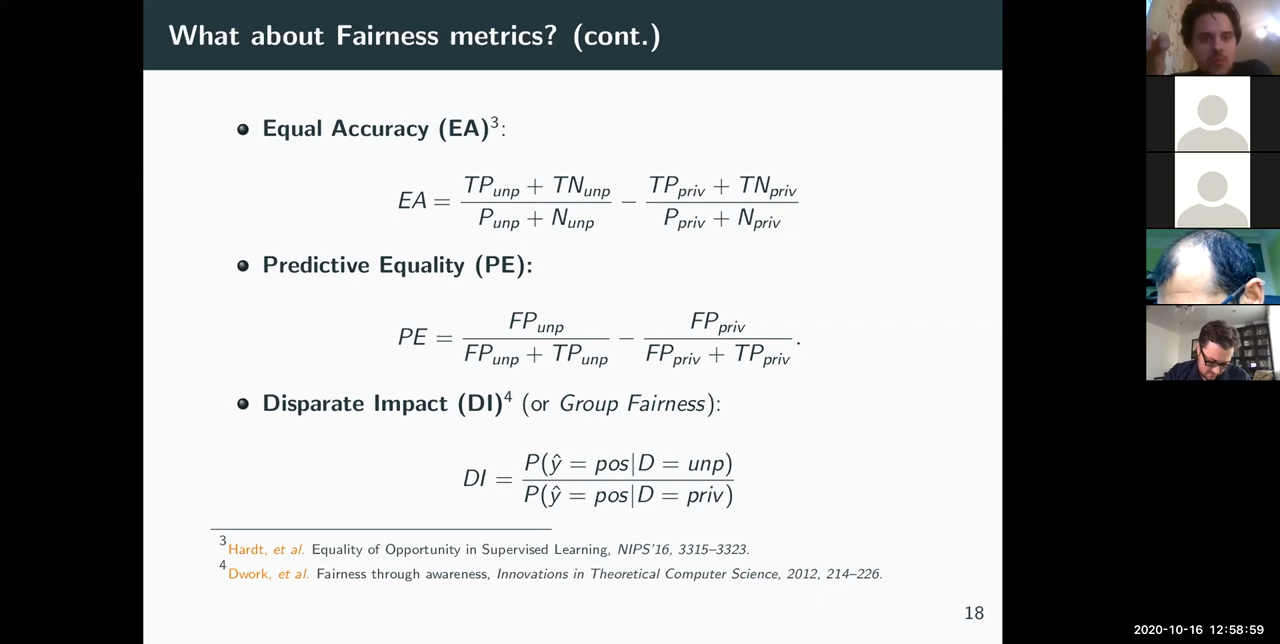 What about Fairness metrics? (cont.)
Equal Accuracy (EA)³:
EA = (TP_unp + TN_unp)/(P_unp + N_unp) − (TP_priv + TN_priv)/(P_priv + N_priv)
Predictive Equality (PE):
PE = FP_unp/(FP_unp + TP_unp) − FP_priv/(FP_priv + TP_priv).
Disparate Impact (DI)⁴ (or Group Fairness):
DI = P(ŷ = pos|D = unp)/P(ŷ = pos|D = priv)
³Hardt, et al. Equality of Opportunity in Supervised Learning, NIPS'16, 3315–3323.
⁴Dwork, et al. Fairness through awareness, Innovations in Theoretical Computer Science, 2012, 214–226.
18
2020-10-16 12:58:59